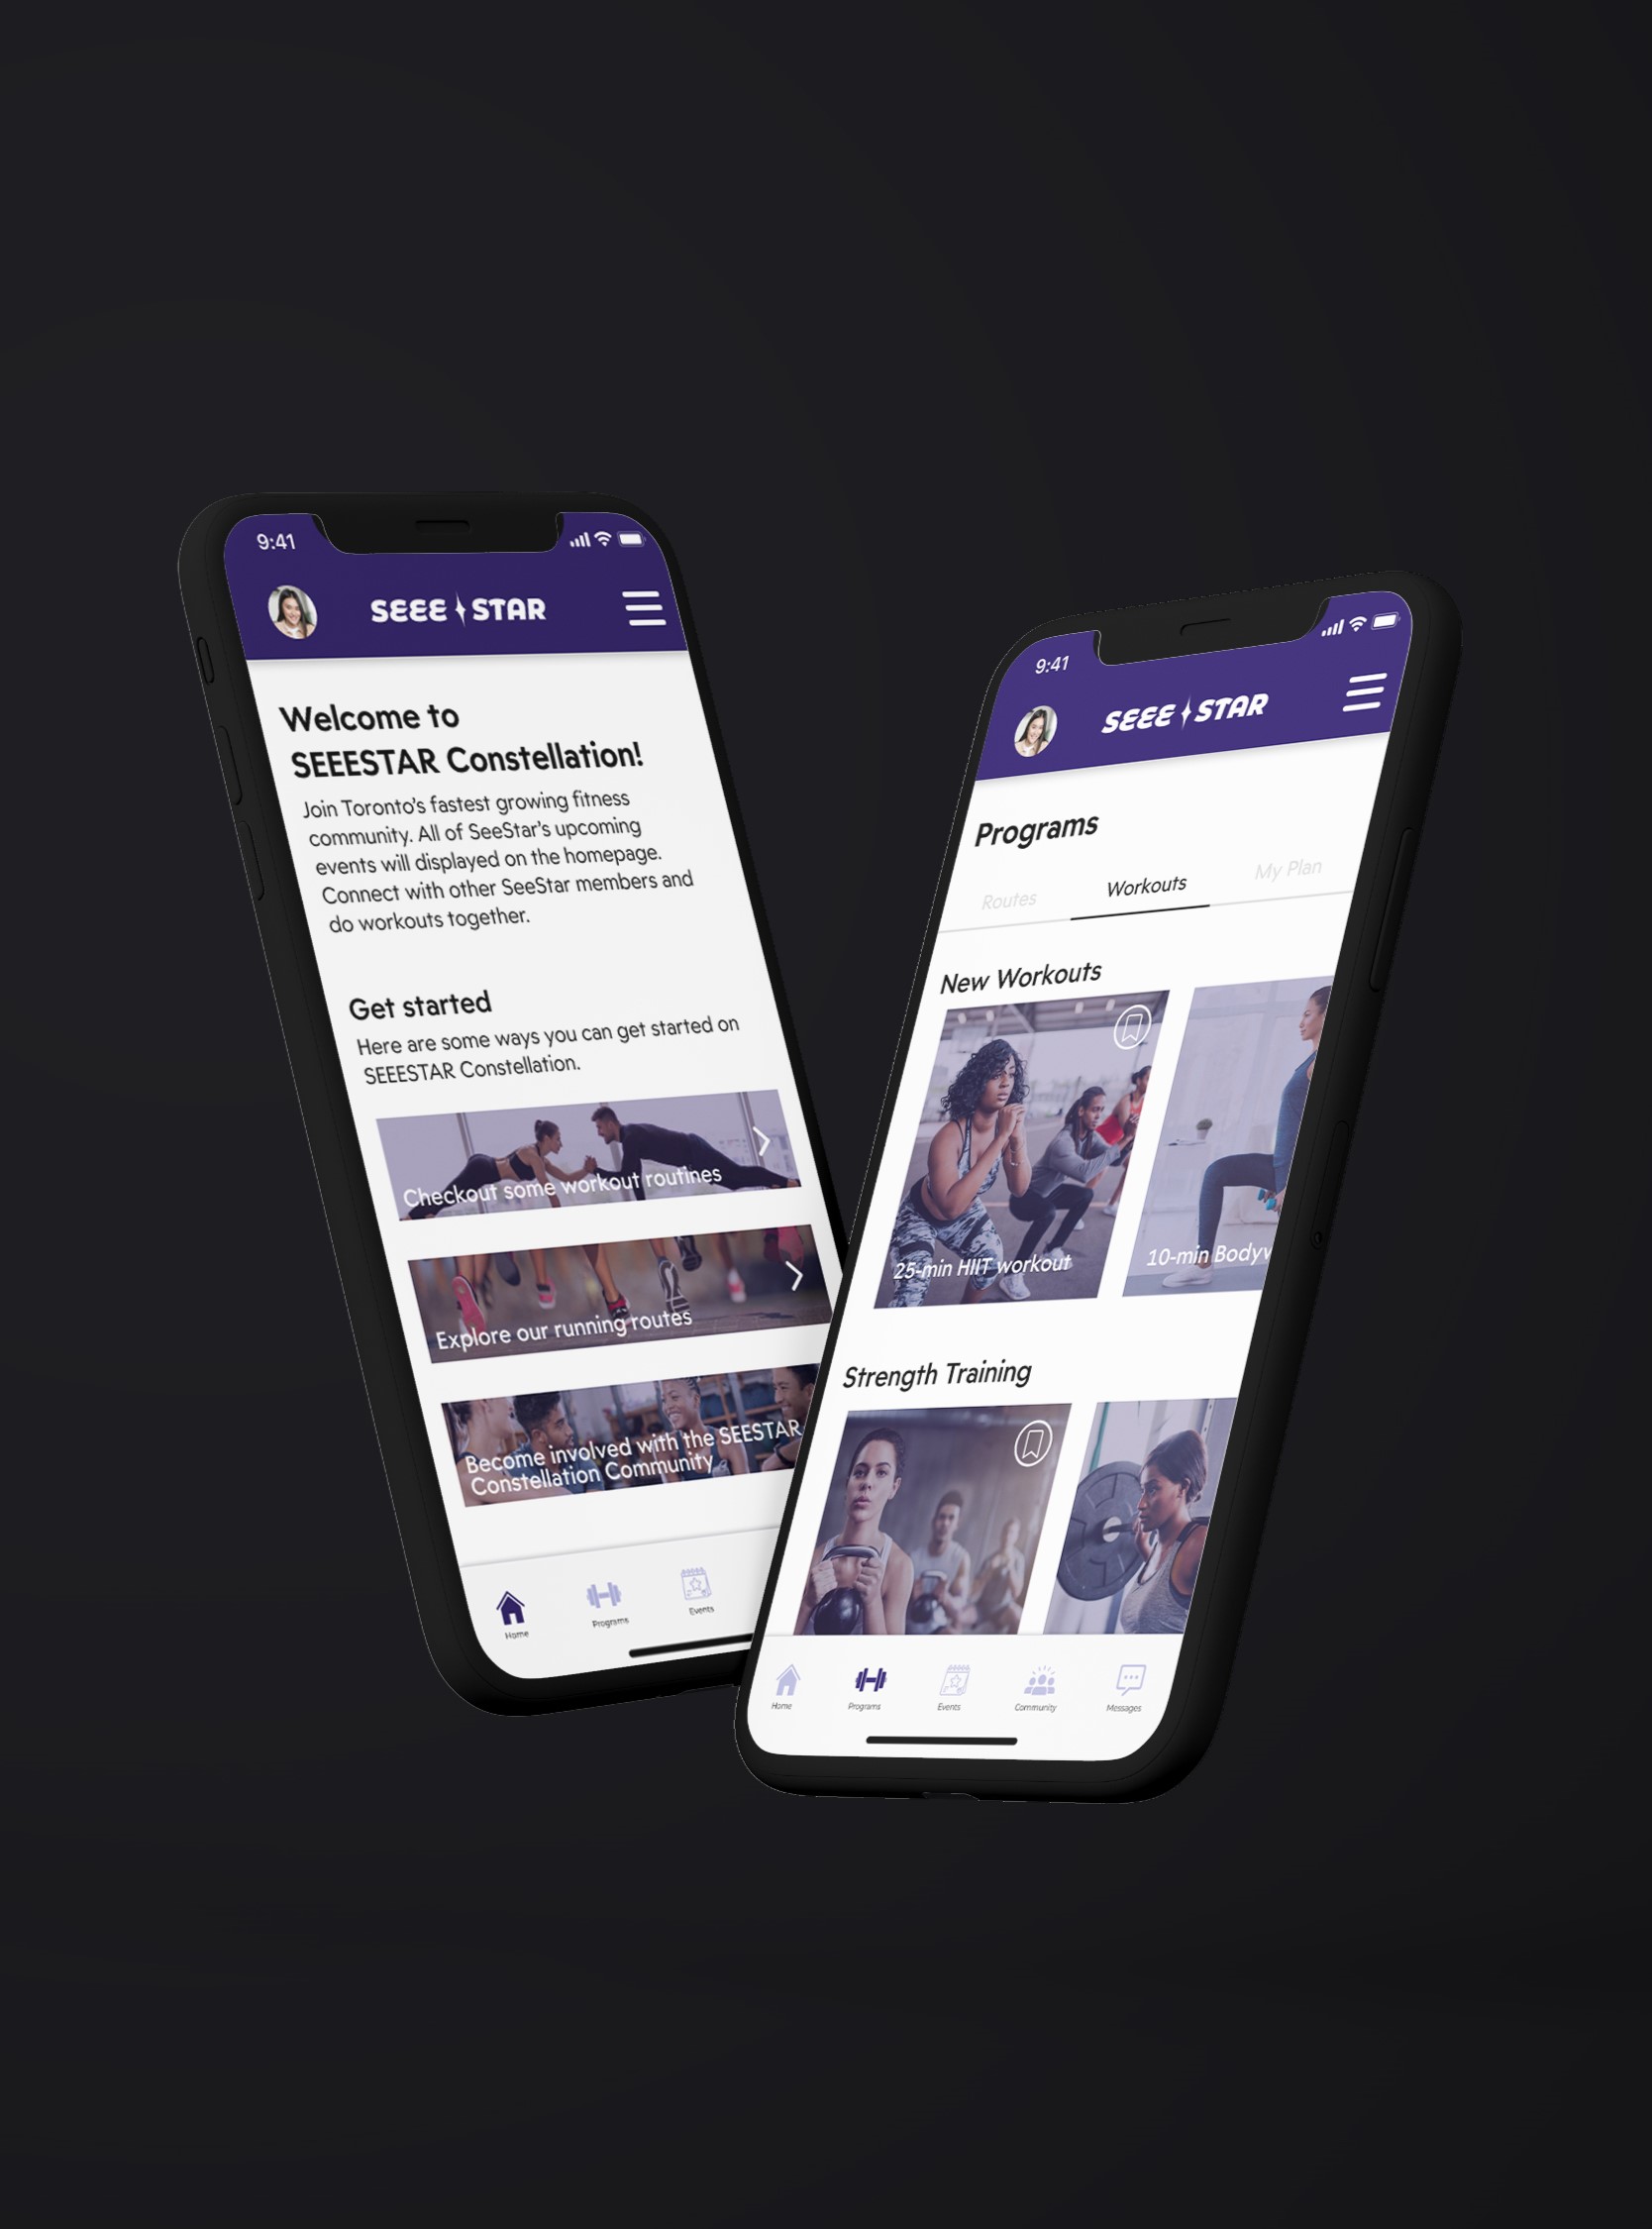 9:41
SEEE STAR
Welcome to
SEEESTAR Constellation!
Join Toronto's fastest growing fitness
community. All of SeeStar's upcoming
events will displayed on the homepage.
Connect with other SeeStar members and
do workouts together.
Get started
Here are some ways you can get started on
SEEESTAR Constellation.
Checkout some workout routines
Explore our running routes
Become involved with the SEESTAR
Constellation Community
Home
Programs
Events
9:41
SEEE STAR
Programs
Routes Workouts My Plan
New Workouts
25-min HIIT workout
10-min Bodyw
Strength Training
Home
Programs
Events
Community
Messages